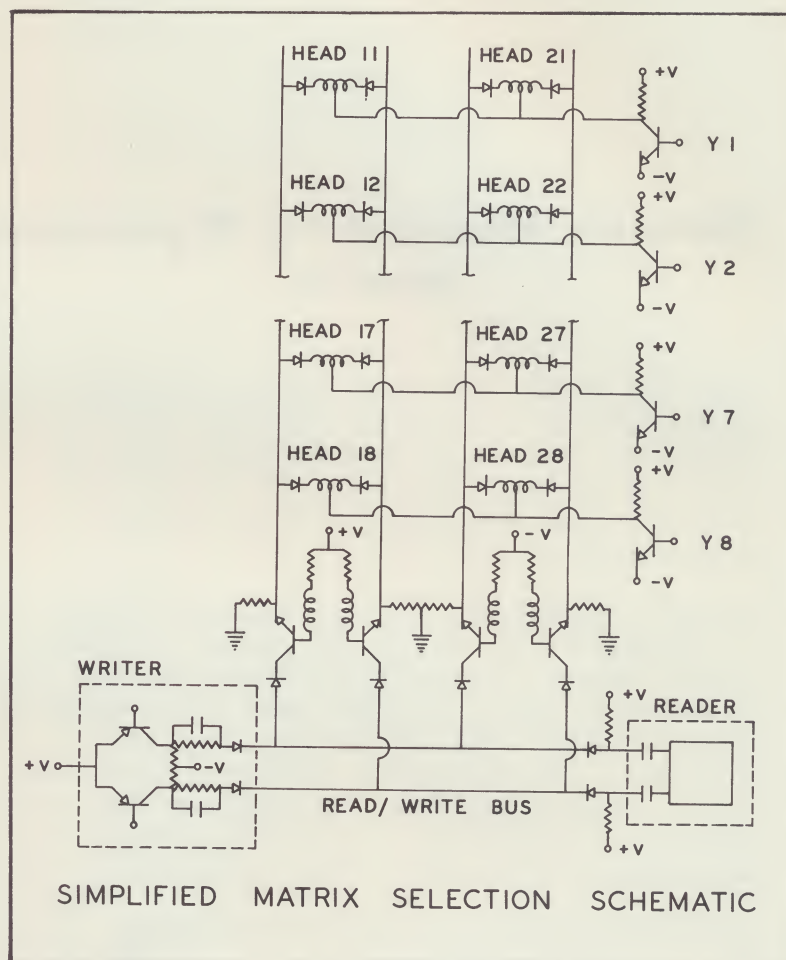 HEAD 11 HEAD 21
+V
Y 1
-V
HEAD 12 HEAD 22
+V
Y 2
-V
HEAD 17 HEAD 27
+V
Y 7
-V
HEAD 18 HEAD 28
+V
+V -V
Y 8
-V
WRITER
+V
READER
+V
-V
READ/ WRITE BUS
+V
SIMPLIFIED MATRIX SELECTION SCHEMATIC